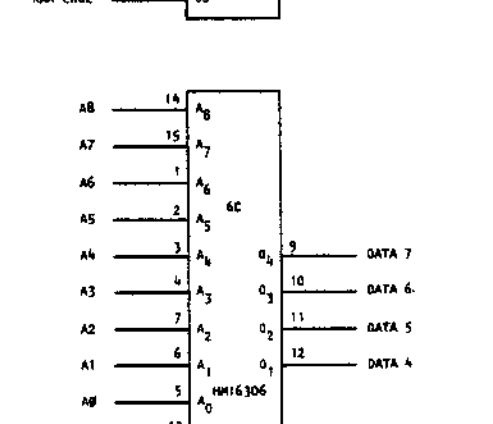 14
A8 A8
15
A7 A7
1
A6 A6
6C
2
A5 A5
3 9
A4 A4 O4 DATA 7
4 10
A3 A3 O3 DATA 6
7 11
A2 A2 O2 DATA 5
6 12
A1 A1 O1 DATA 4
HM16306
5
A0 A0